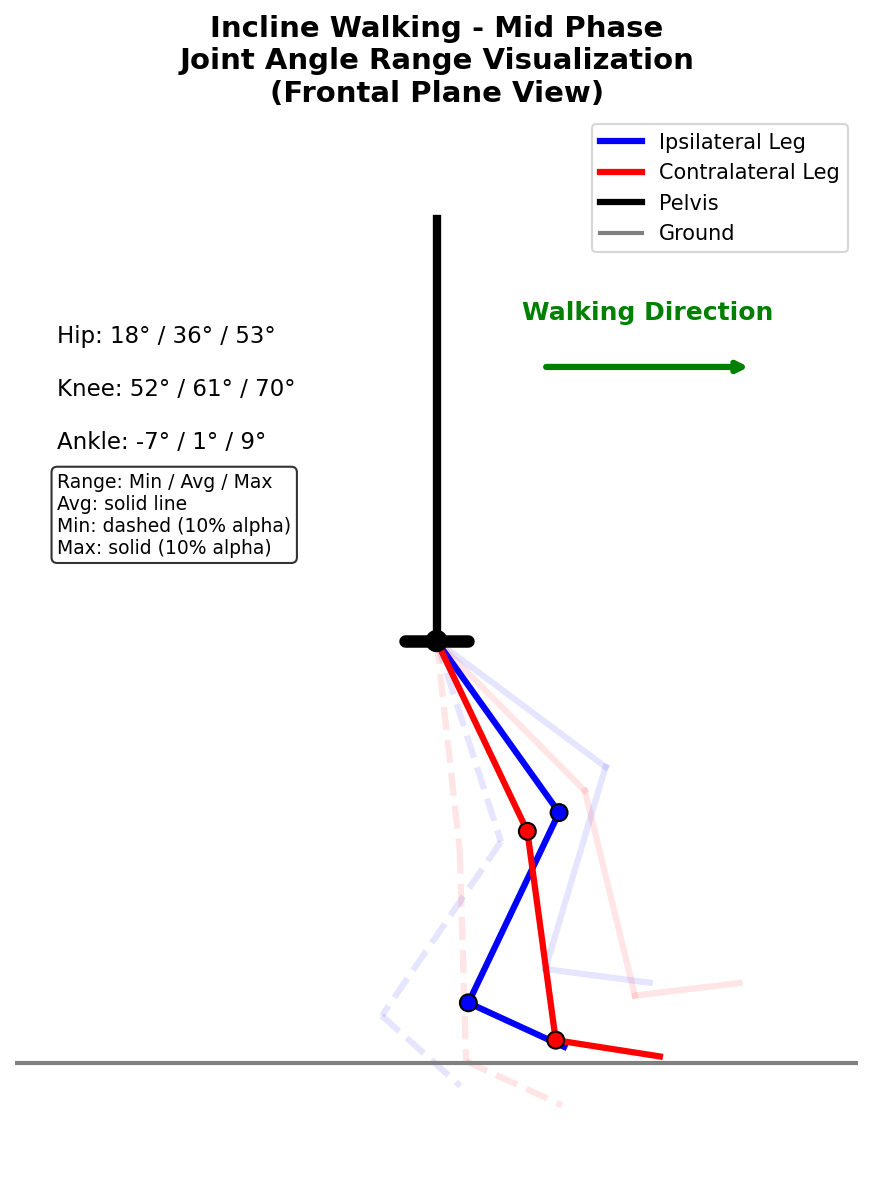 Incline Walking - Mid Phase
Joint Angle Range Visualization
(Frontal Plane View)
Ipsilateral Leg
Contralateral Leg
Pelvis
Ground
Walking Direction
Hip: 18° / 36° / 53°
Knee: 52° / 61° / 70°
Ankle: -7° / 1° / 9°
Range: Min / Avg / Max
Avg: solid line
Min: dashed (10% alpha)
Max: solid (10% alpha)